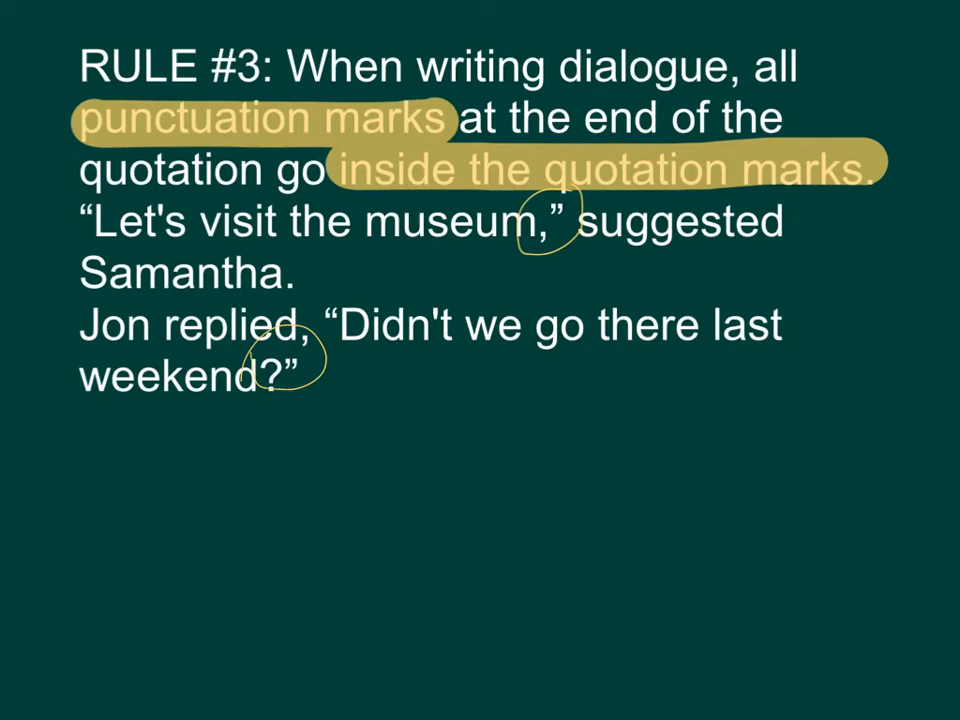 RULE #3: When writing dialogue, all
punctuation marks at the end of the
quotation go inside the quotation marks.
“Let's visit the museum,” suggested
Samantha.
Jon replied, “Didn't we go there last
weekend?”